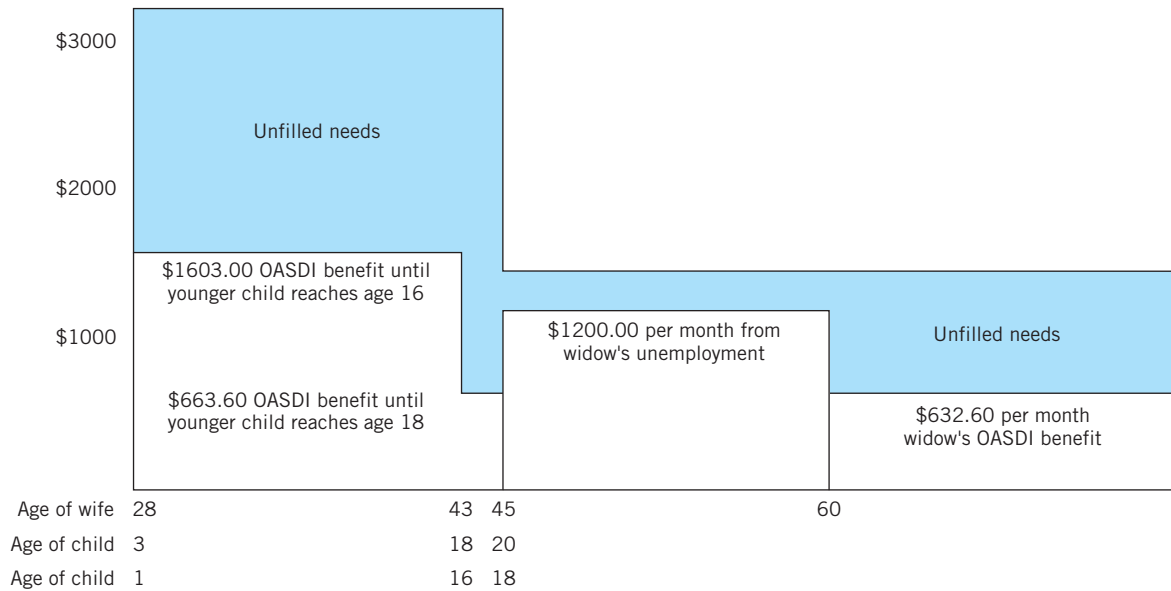 $3000
Unfilled needs
$2000
$1603.00 OASDI benefit until
younger child reaches age 16
$1000
$1200.00 per month from
widow's unemployment
Unfilled needs
$663.60 OASDI benefit until
younger child reaches age 18
$632.60 per month
widow's OASDI benefit
Age of wife 28 43 45 60
Age of child 3 18 20
Age of child 1 16 18